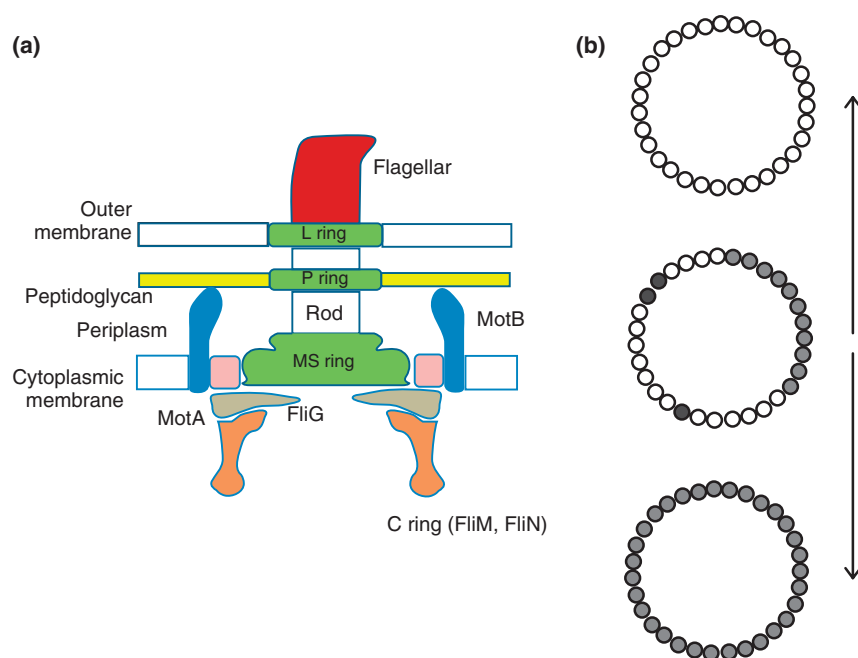 (a)
(b)
Flagellar
Outer
membrane
L ring
P ring
Peptidoglycan
Rod
Periplasm
MotB
MS ring
Cytoplasmic
membrane
MotA
FliG
C ring (FliM, FliN)